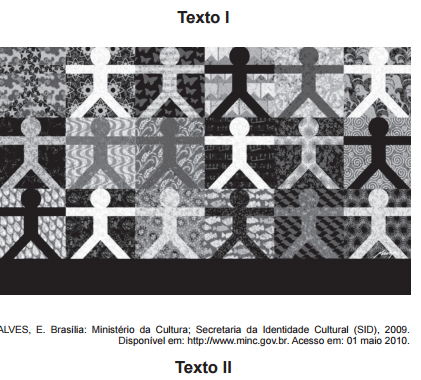 Texto I
ALVES, E. Brasília: Ministério da Cultura; Secretaria da Identidade Cultural (SID), 2009.
Disponível em: http://www.minc.gov.br. Acesso em: 01 maio 2010.
Texto II